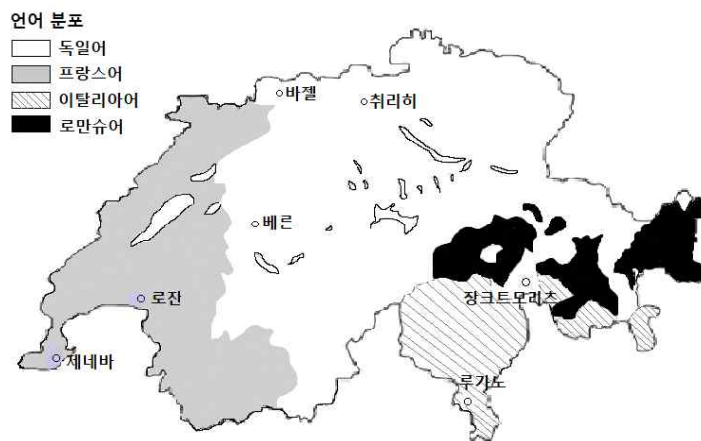 언어 분포
독일어
프랑스어
이탈리아어
로만슈어
바젤
취리히
베른
로잔
장크트모리츠
제네바
루가노